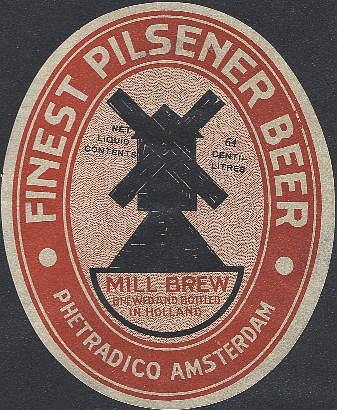 FINEST PILSENER BEER
NET
LIQUID
CONTENTS
64
CENTI-
LITRES
MILL BREW
BREWED AND BOTTLED
IN HOLLAND
PHETRADICO AMSTERDAM